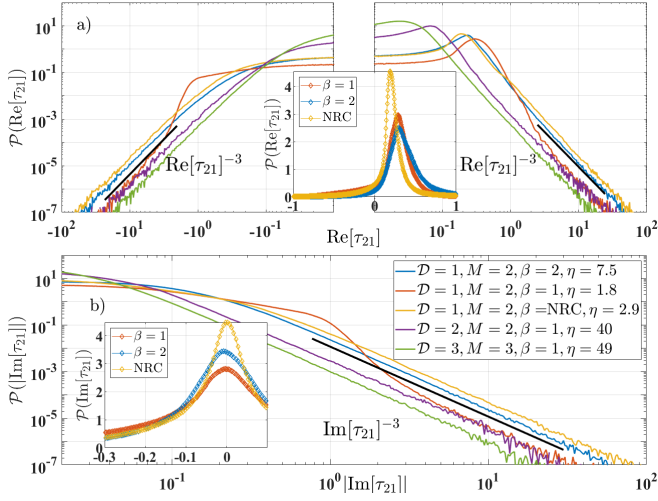 a)
10^1
10^-1
10^-3
10^-5
10^-7
P(Re[τ21])
Re[τ21]^-3
Re[τ21]^-3
-10^2
-10^1
-10^0
-10^-1
10^-1
10^0
10^1
10^2
Re[τ21]
β = 1
β = 2
NRC
P(Re[τ21])
4
3
2
1
0
-1
0
1
b)
10^1
10^-1
10^-3
10^-5
10^-7
P(|Im[τ21]|)
D = 1, M = 2, β = 2, η = 7.5
D = 1, M = 2, β = 1, η = 1.8
D = 1, M = 2, β =NRC, η = 2.9
D = 2, M = 2, β = 1, η = 40
D = 3, M = 3, β = 1, η = 49
Im[τ21]^-3
β = 1
β = 2
NRC
P(Im[τ21])
4
3
2
1
0
-0.3
-0.2
-0.1
0
10^-1
10^0
10^1
10^2
|Im[τ21]|